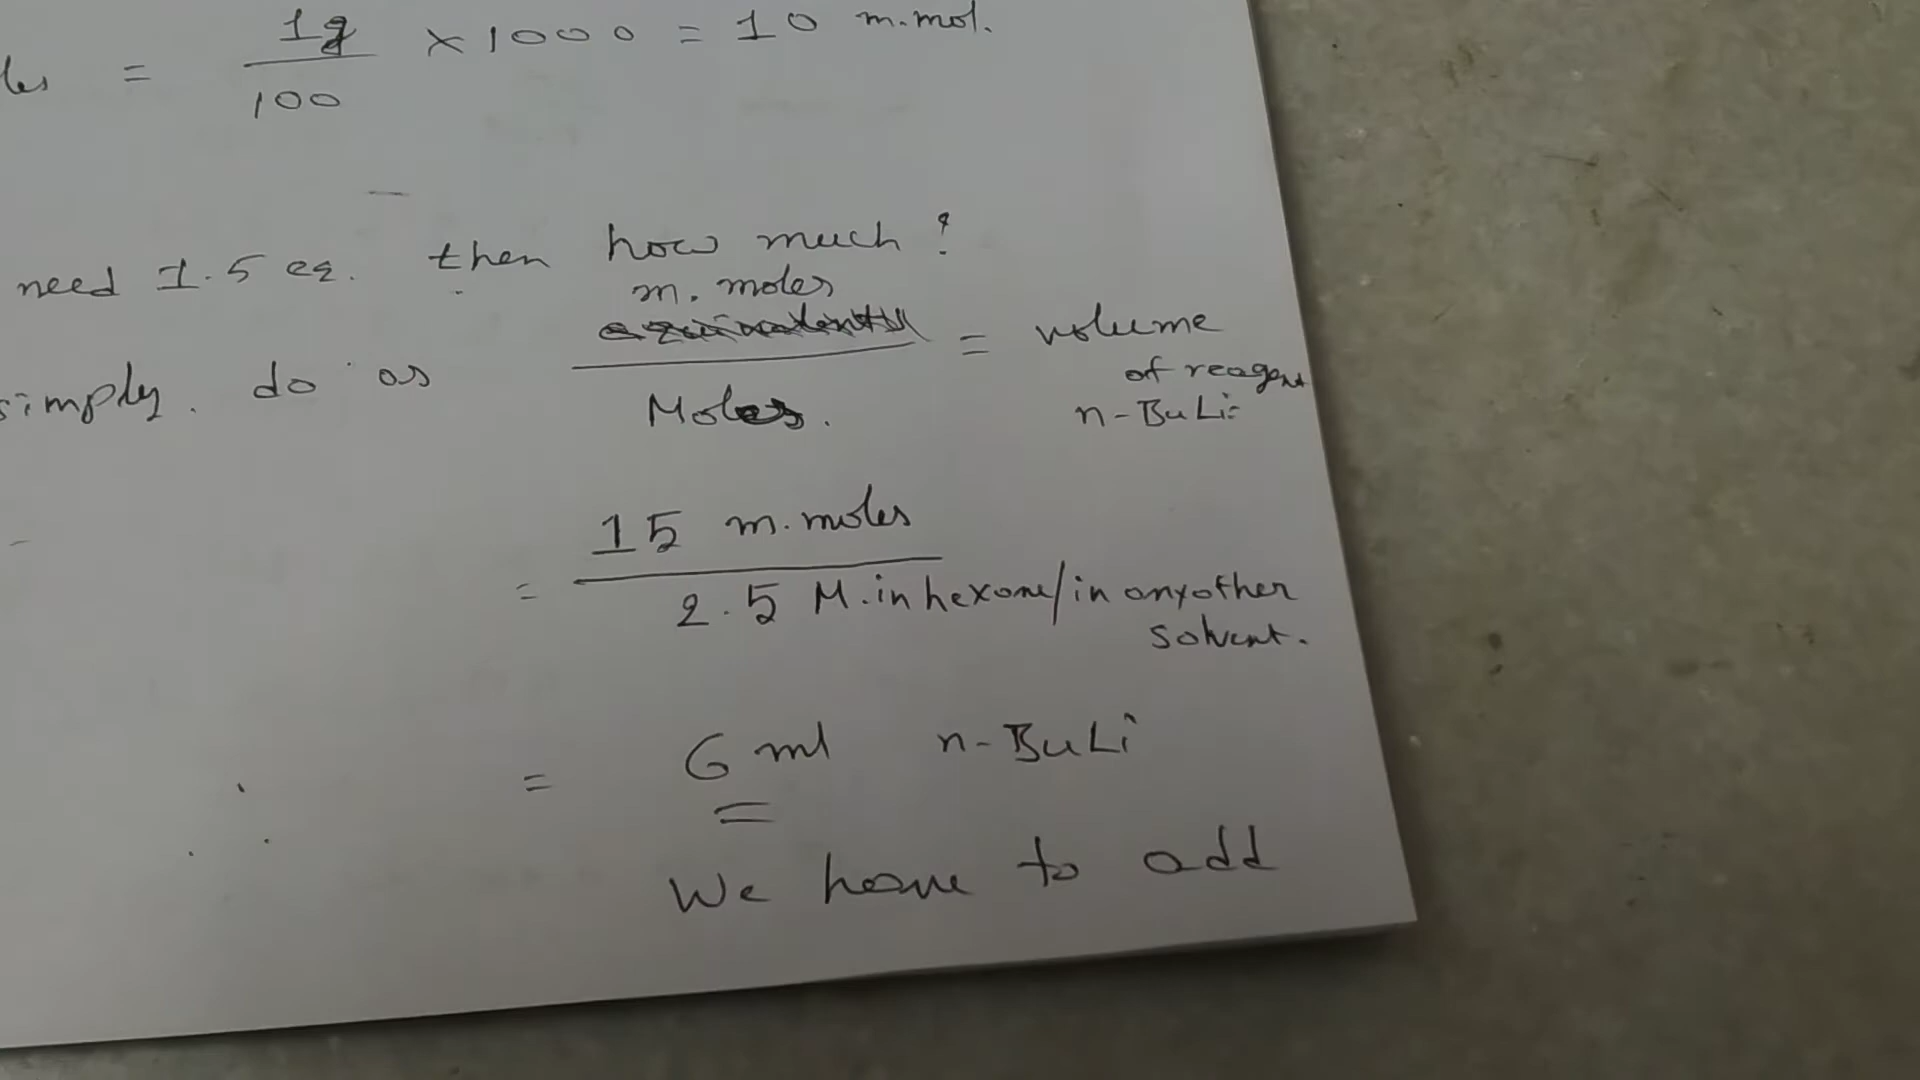 les = 1g / 100 × 1000 = 10 m.mol.
need 1.5 eq. then how much?
simply. do as m. moles / Moles. = volume of reagent n-BuLi=
= 15 m.moles / 2.5 M.in hexane/in anyother solvent.
= 6 ml n-BuLi
We have to add